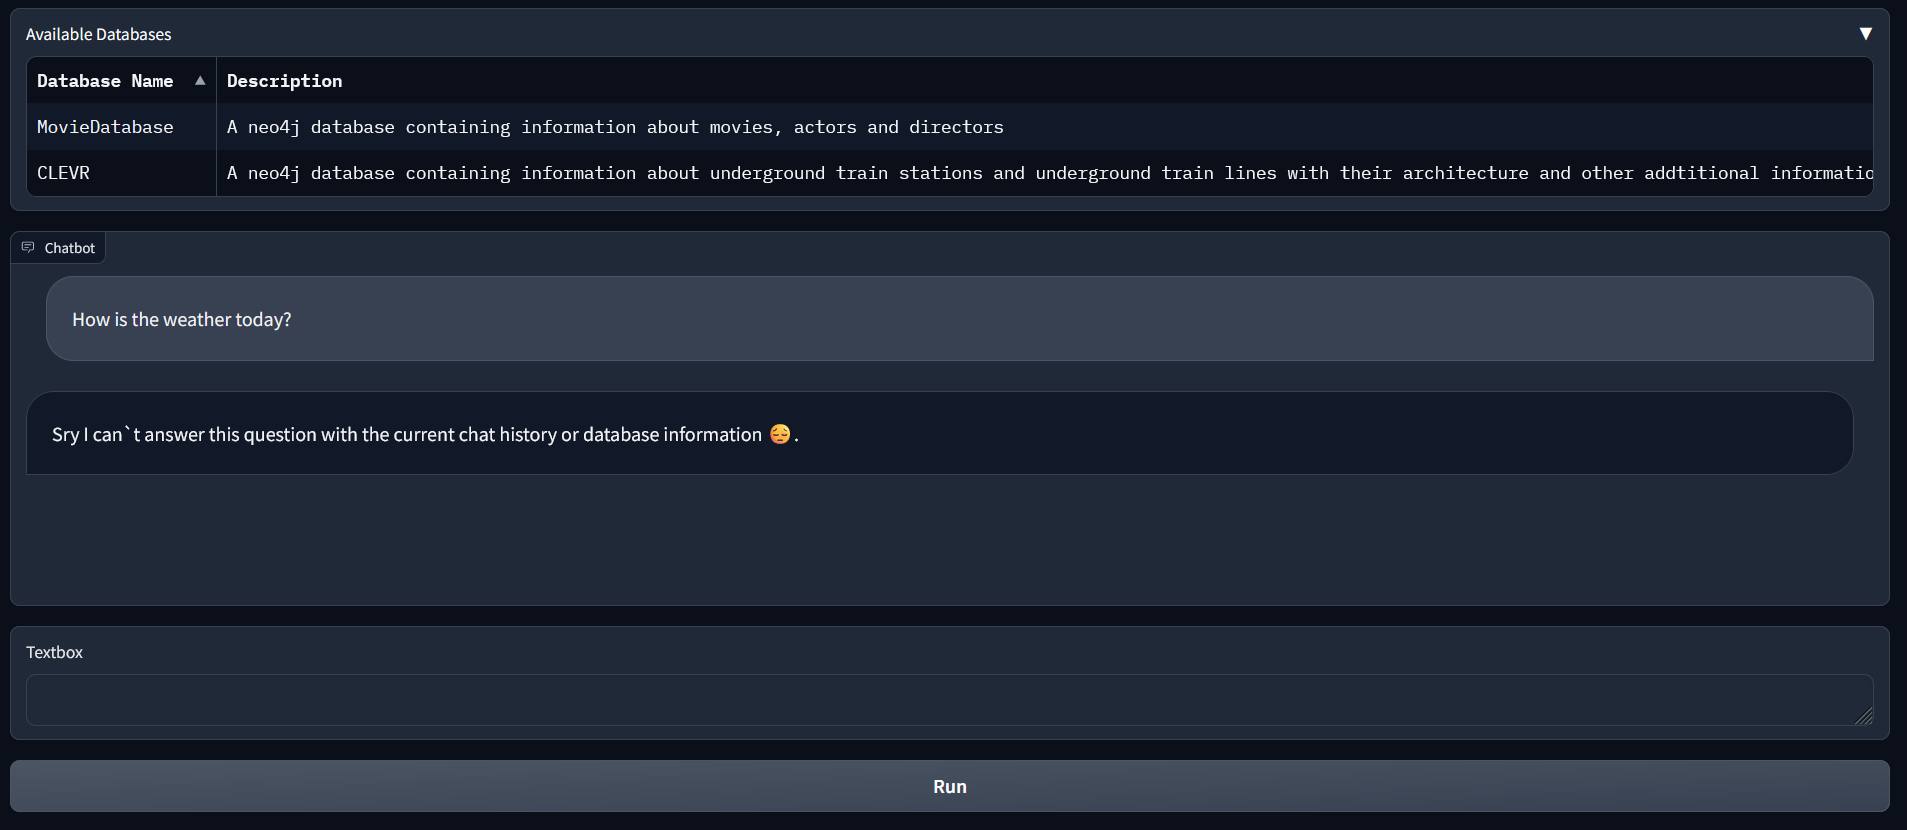 Available Databases ▼
Database Name ▲ Description
MovieDatabase A neo4j database containing information about movies, actors and directors
CLEVR A neo4j database containing information about underground train stations and underground train lines with their architecture and other addtitional informatio
Chatbot
How is the weather today?
Sry I can`t answer this question with the current chat history or database information 😔.
Textbox
Run